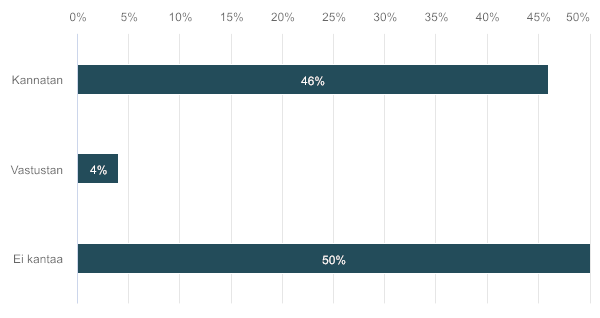 0% 5% 10% 15% 20% 25% 30% 35% 40% 45% 50%
Kannatan 46%
Vastustan 4%
Ei kantaa 50%